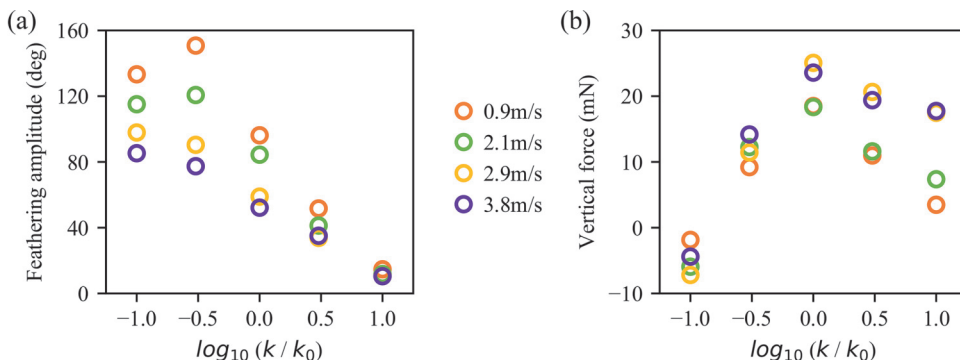 (a)
160
120
80
40
0
Feathering amplitude (deg)
−1.0 −0.5 0.0 0.5 1.0
log10 (k / k0)
0.9m/s
2.1m/s
2.9m/s
3.8m/s
(b)
30
20
10
0
−10
Vertical force (mN)
−1.0 −0.5 0.0 0.5 1.0
log10 (k / k0)